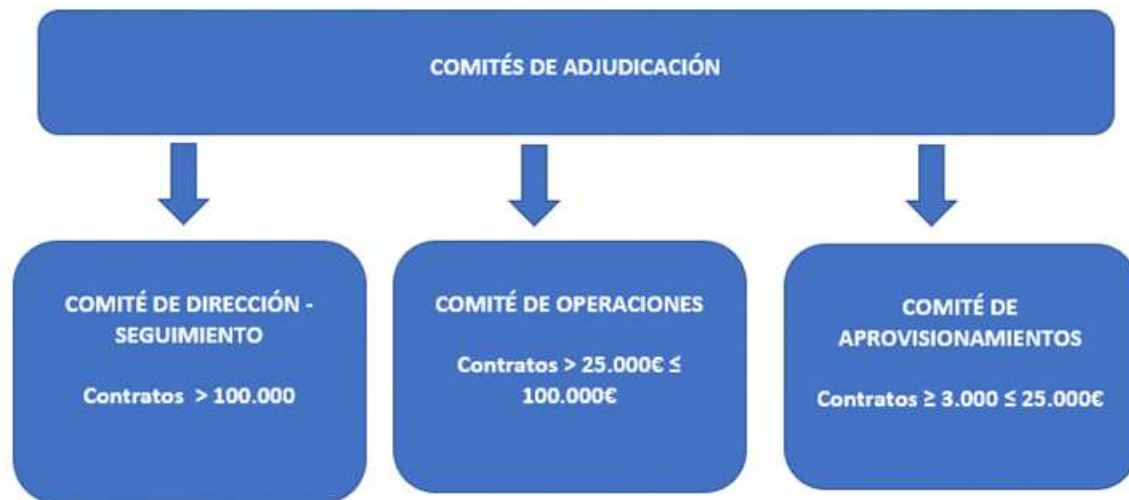 COMITÉS DE ADJUDICACIÓN
COMITÉ DE DIRECCIÓN -
SEGUIMIENTO
Contratos > 100.000
COMITÉ DE OPERACIONES
Contratos > 25.000€ ≤
100.000€
COMITÉ DE
APROVISIONAMIENTOS
Contratos ≥ 3.000 ≤ 25.000€